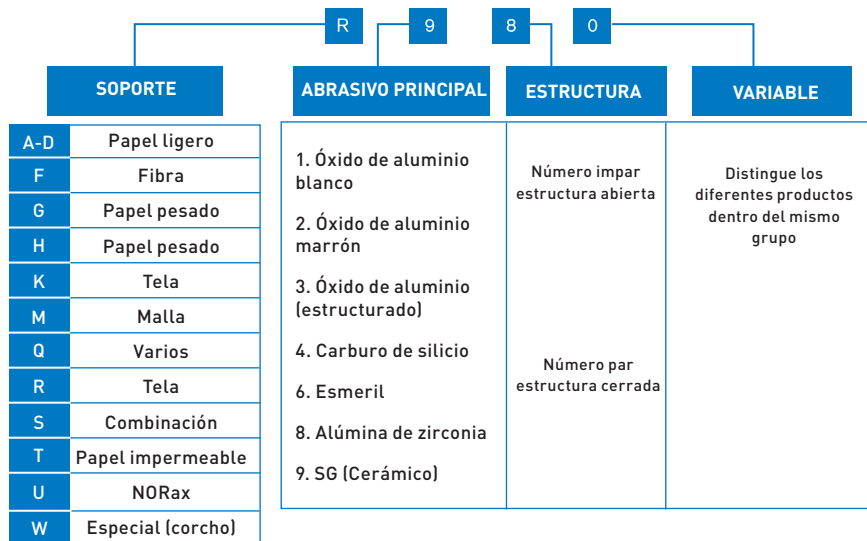 R 9 8 0
SOPORTE
A-D Papel ligero
F Fibra
G Papel pesado
H Papel pesado
K Tela
M Malla
Q Varios
R Tela
S Combinación
T Papel impermeable
U NORax
W Especial (corcho)
ABRASIVO PRINCIPAL
1. Óxido de aluminio
blanco
2. Óxido de aluminio
marrón
3. Óxido de aluminio
(estructurado)
4. Carburo de silicio
6. Esmeril
8. Alúmina de zirconia
9. SG (Cerámico)
ESTRUCTURA
Número impar
estructura abierta
Número par
estructura cerrada
VARIABLE
Distingue los
diferentes productos
dentro del mismo
grupo